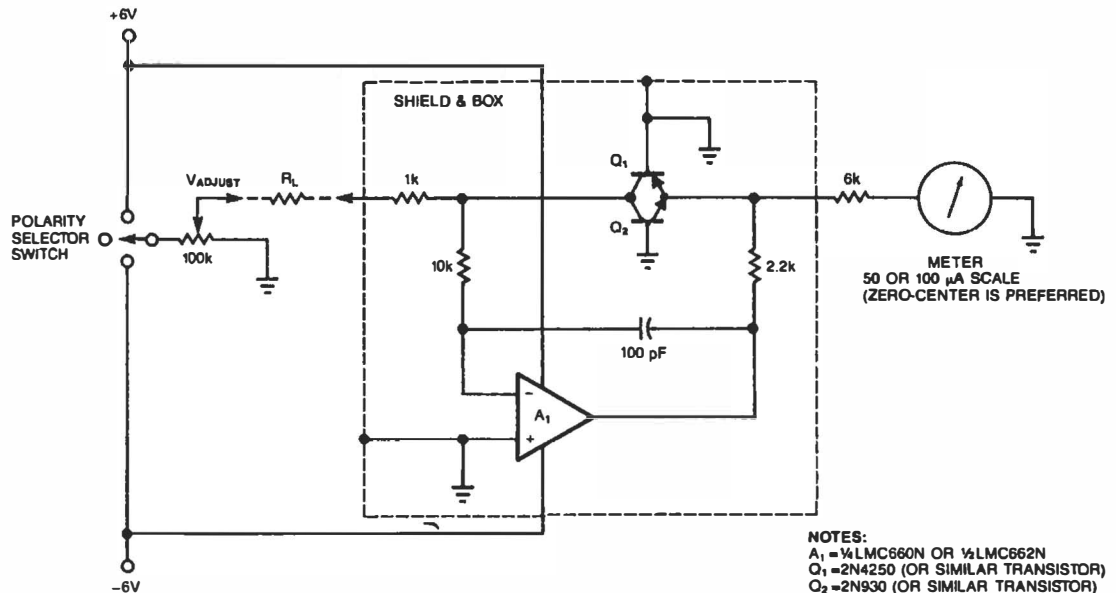 +6V
SHIELD & BOX
Q1
V ADJUST
RL
1k
6k
POLARITY
SELECTOR
SWITCH
100k
Q2
10k
2.2k
METER
50 OR 100 μA SCALE
(ZERO-CENTER IS PREFERRED)
100 pF
−
A1
+
−6V
NOTES:
A1=¼LMC660N OR ½LMC662N
Q1=2N4250 (OR SIMILAR TRANSISTOR)
Q2=2N930 (OR SIMILAR TRANSISTOR)